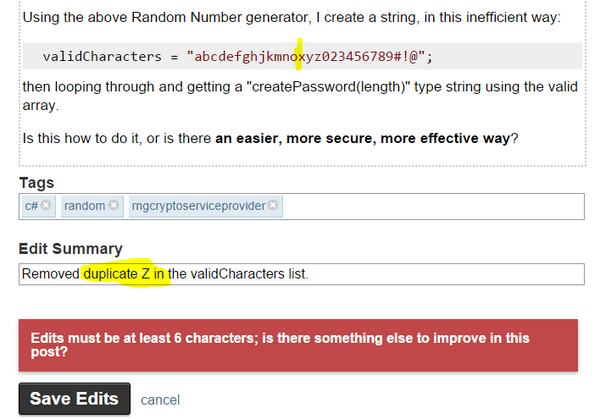 Using the above Random Number generator, I create a string, in this inefficient way:
validCharacters = "abcdefghjkmnoxyz023456789#!@";
then looping through and getting a "createPassword(length)" type string using the valid
array.
Is this how to do it, or is there an easier, more secure, more effective way?
Tags
c# random rngcryptoserviceprovider
Edit Summary
Removed duplicate Z in the validCharacters list.
Edits must be at least 6 characters; is there something else to improve in this
post?
Save Edits cancel